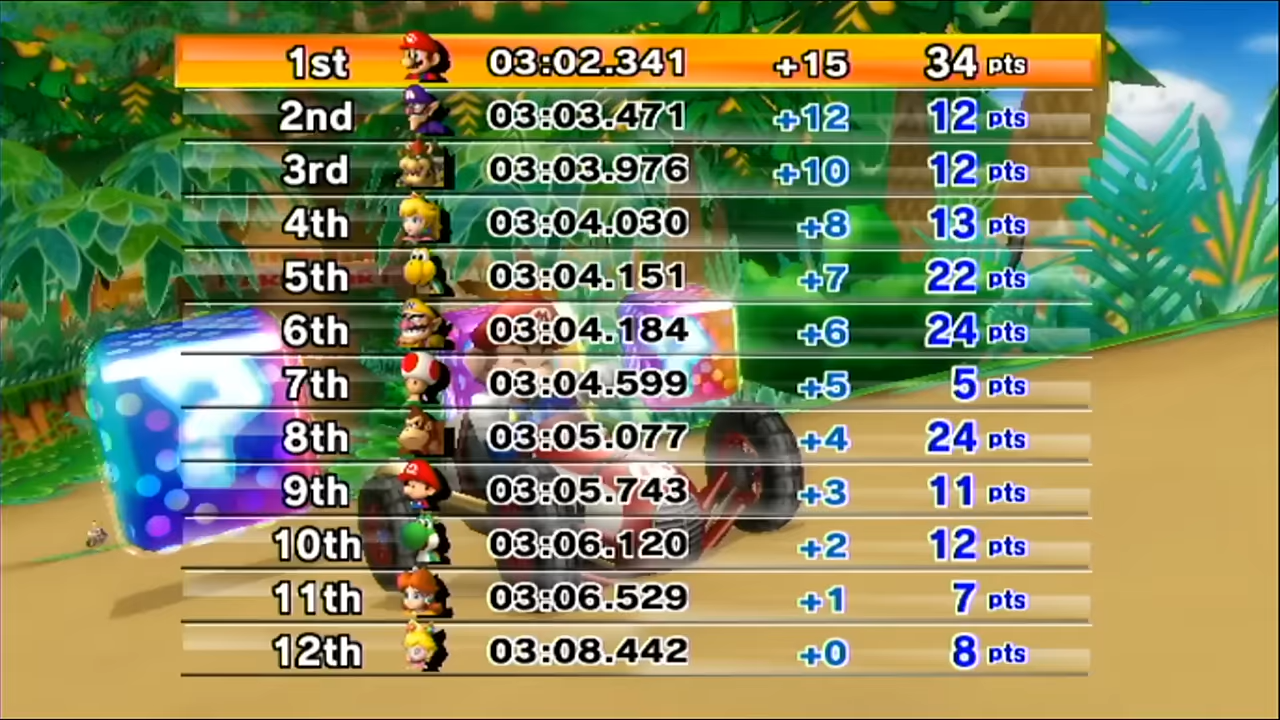 1st 03:02.341 +15 34 pts
2nd 03:03.471 +12 12 pts
3rd 03:03.976 +10 12 pts
4th 03:04.030 +8 13 pts
5th 03:04.151 +7 22 pts
6th 03:04.184 +6 24 pts
7th 03:04.599 +5 5 pts
8th 03:05.077 +4 24 pts
9th 03:05.743 +3 11 pts
10th 03:06.120 +2 12 pts
11th 03:06.529 +1 7 pts
12th 03:08.442 +0 8 pts